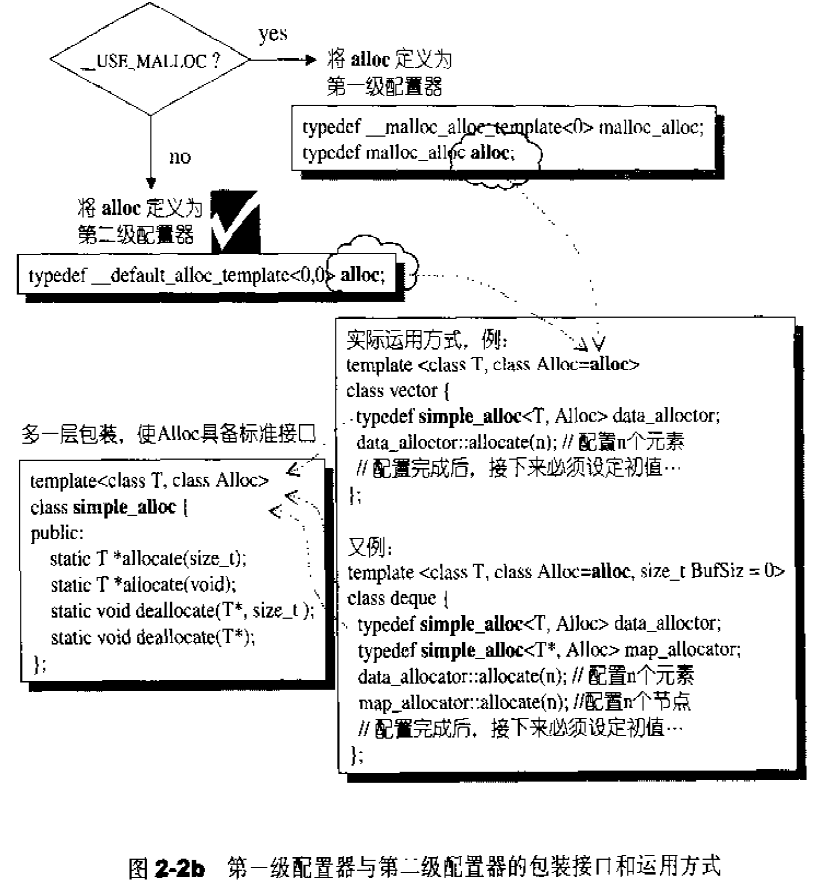 __USE_MALLOC ?
yes
将 alloc 定义为
第一级配置器
typedef __malloc_alloc_template<0> malloc_alloc;
typedef malloc_alloc alloc;
no
将 alloc 定义为
第二级配置器
typedef __default_alloc_template<0,0> alloc;
实际运用方式，例：
template <class T, class Alloc=alloc>
class vector {
typedef simple_alloc<T, Alloc> data_alloctor;
data_alloctor::allocate(n); // 配置n个元素
// 配置完成后，接下来必须设定初值…
};
又例：
template <class T, class Alloc=alloc, size_t BufSiz = 0>
class deque {
typedef simple_alloc<T, Alloc> data_alloctor;
typedef simple_alloc<T*, Alloc> map_allocator;
data_allocator::allocate(n); // 配置n个元素
map_allocator::allocate(n); //配置n个节点
// 配置完成后，接下来必须设定初值…
};
多一层包装，使Alloc具备标准接口
template<class T, class Alloc>
class simple_alloc {
public:
static T *allocate(size_t);
static T *allocate(void);
static void deallocate(T*, size_t );
static void deallocate(T*);
};
图 2-2b 第一级配置器与第二级配置器的包装接口和运用方式